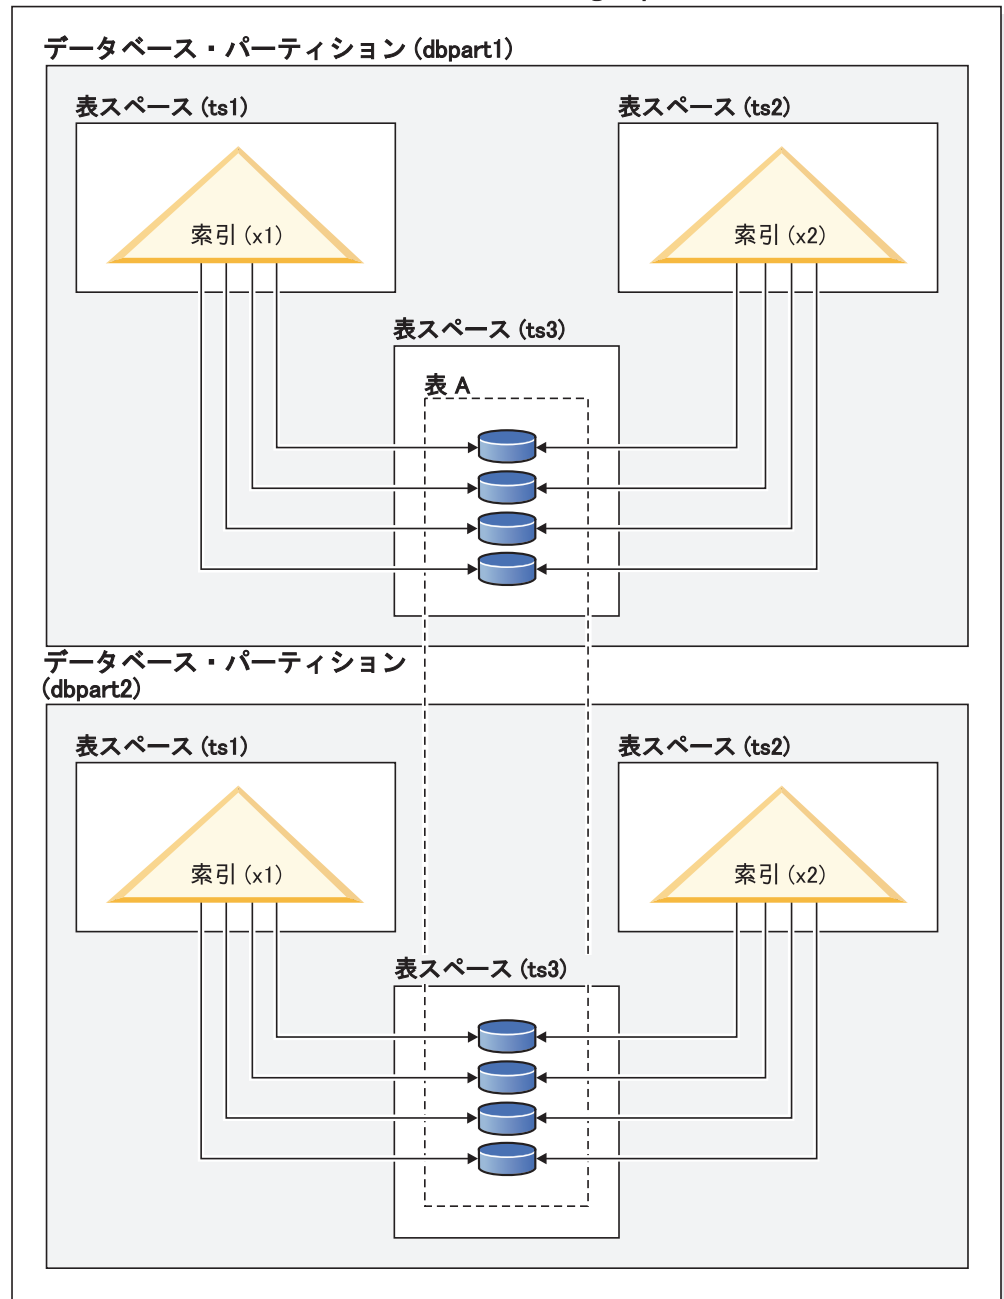 データベース・パーティション (dbpart1)
表スペース (ts1)
表スペース (ts2)
索引 (x1)
索引 (x2)
表スペース (ts3)
表 A
データベース・パーティション
(dbpart2)
表スペース (ts1)
表スペース (ts2)
索引 (x1)
索引 (x2)
表スペース (ts3)